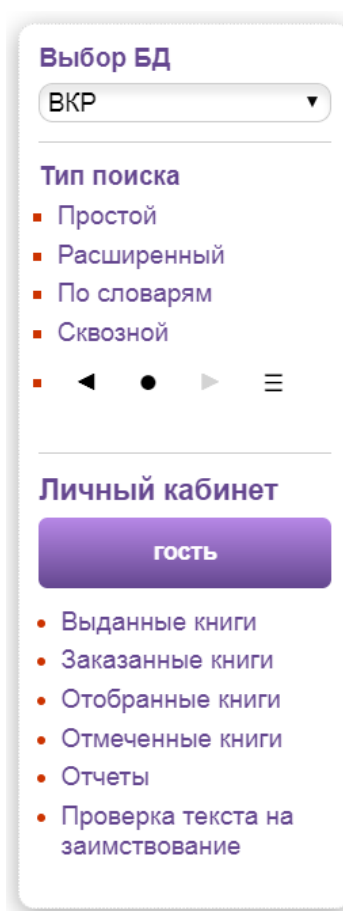 Выбор БД
ВКР
Тип поиска
Простой
Расширенный
По словарям
Сквозной
Личный кабинет
гость
Выданные книги
Заказанные книги
Отобранные книги
Отмеченные книги
Отчеты
Проверка текста на
заимствование